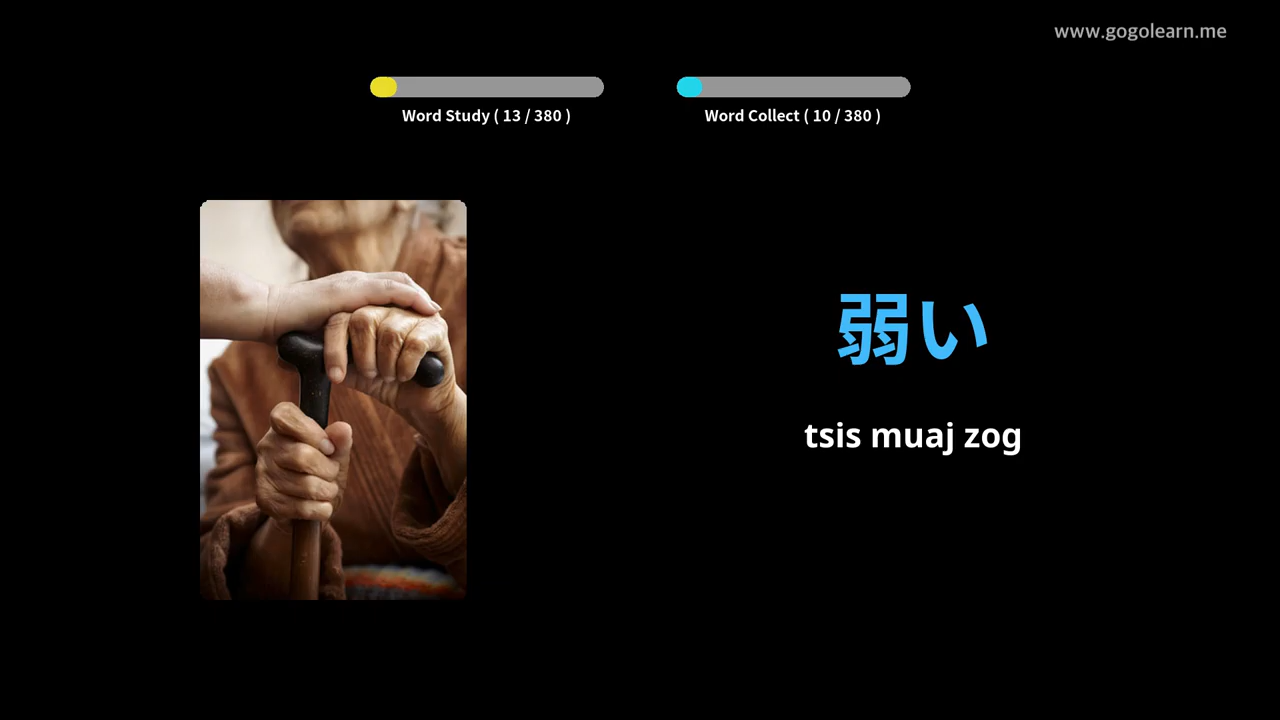 www.gogolearn.me
Word Study ( 13 / 380 )
Word Collect ( 10 / 380 )
弱い
tsis muaj zog